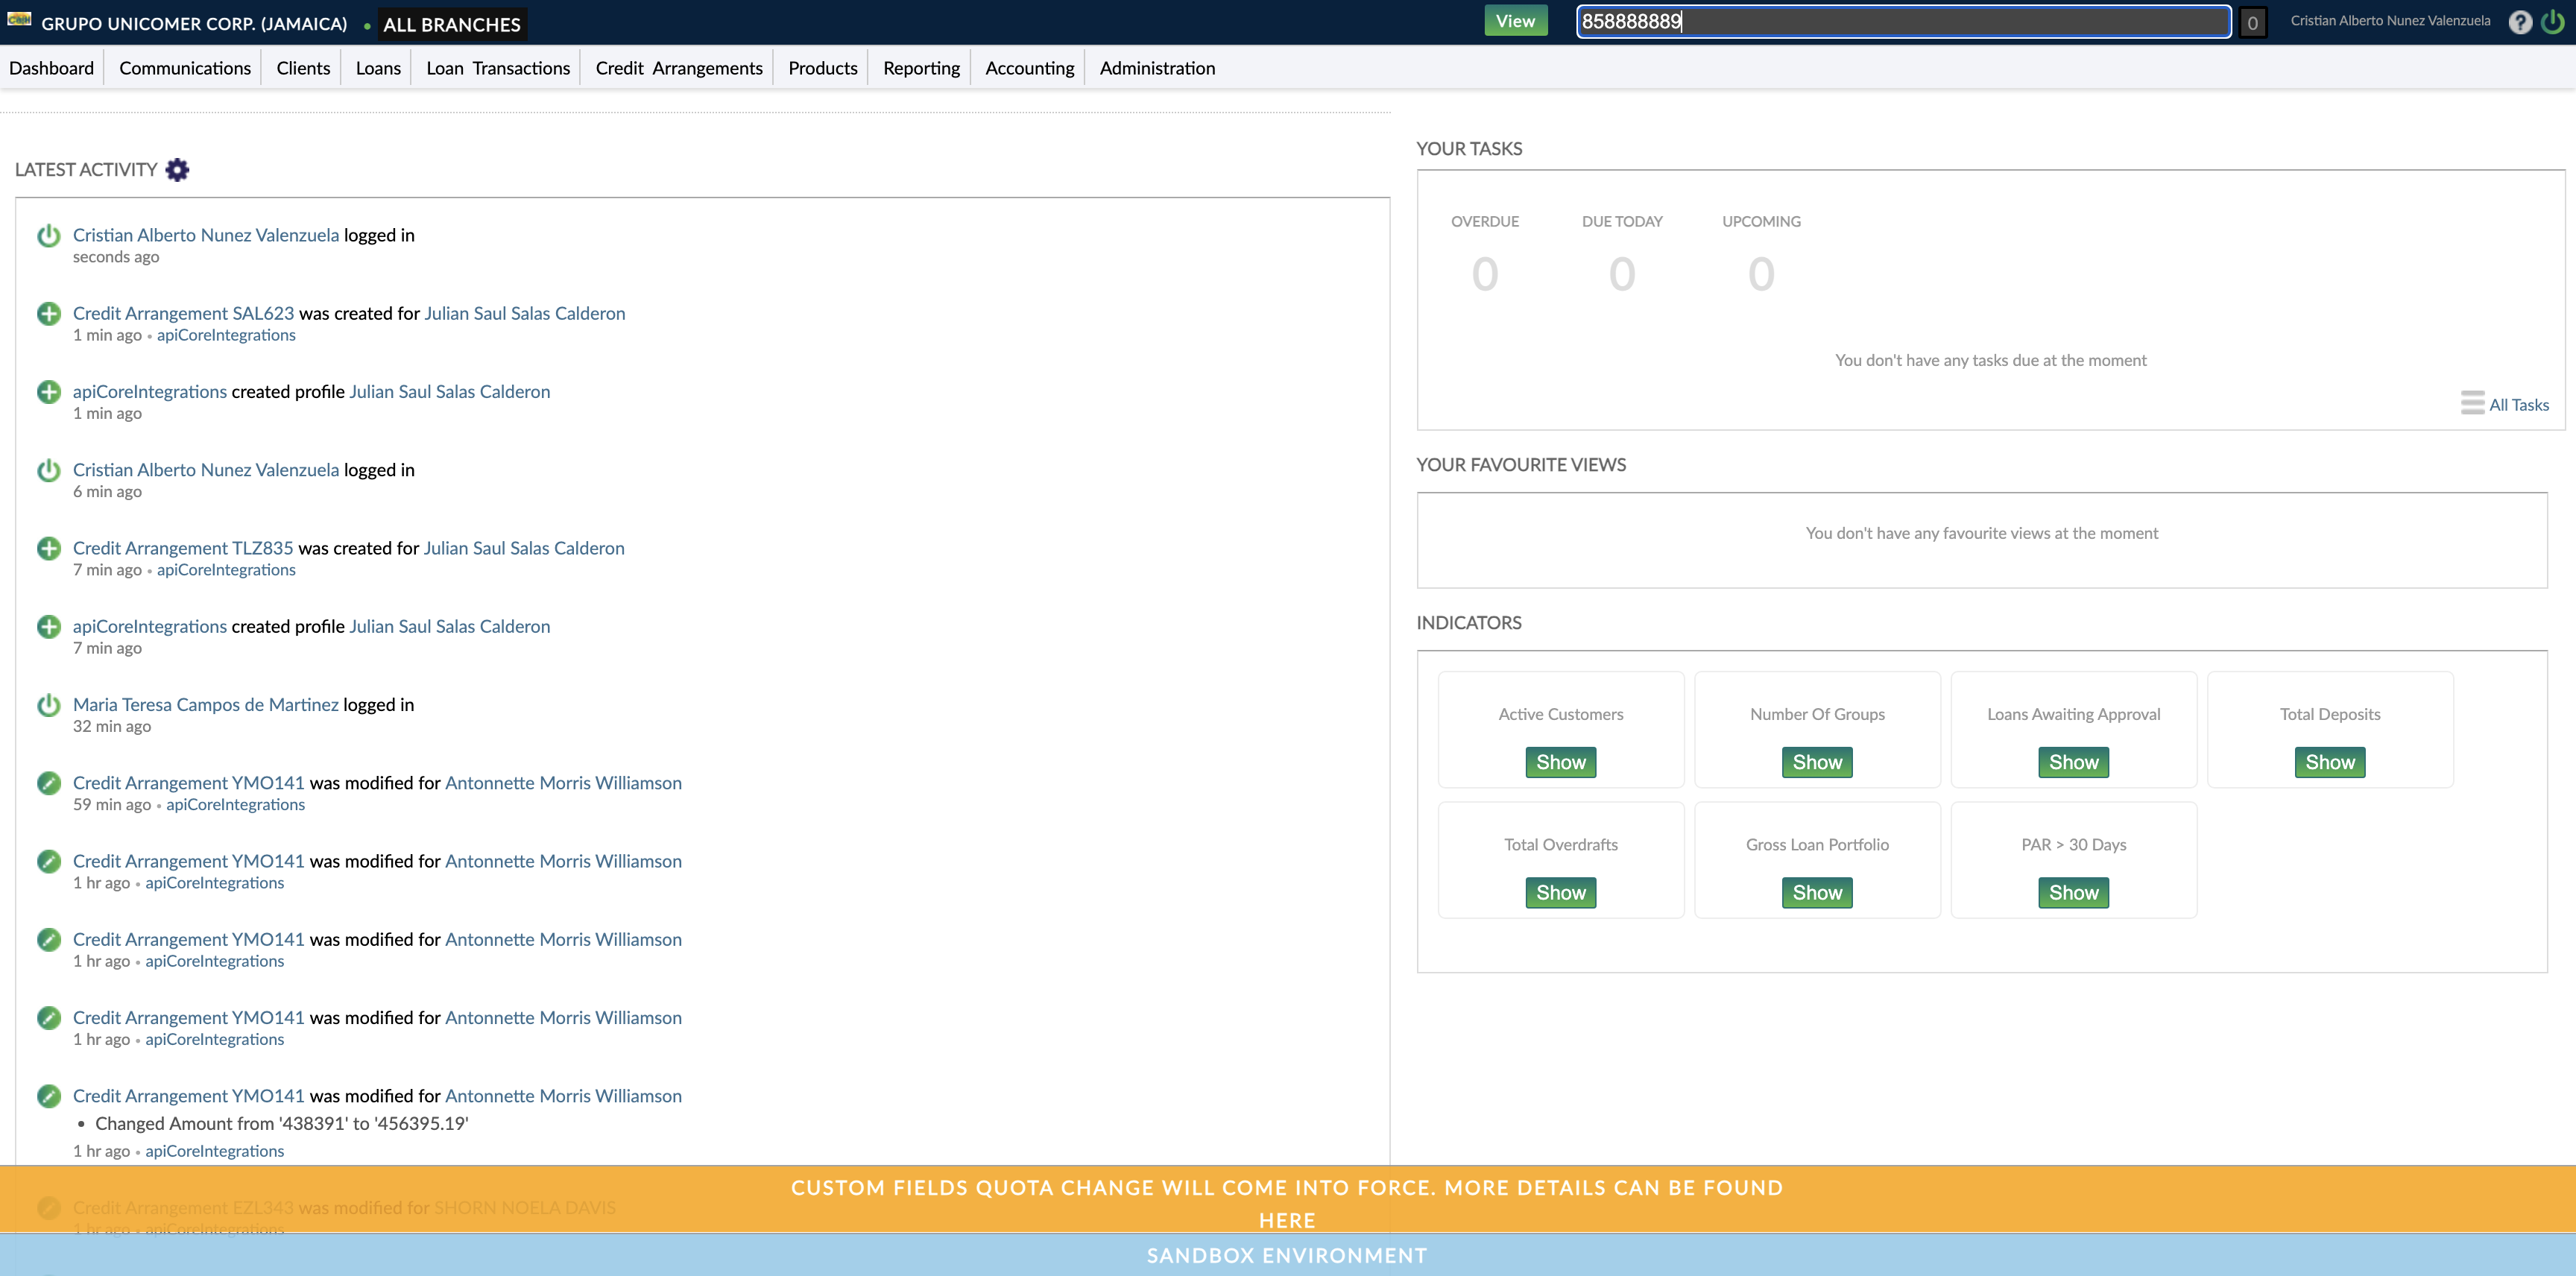 GRUPO UNICOMER CORP. (JAMAICA) • ALL BRANCHES
View
858888889
0
Cristian Alberto Nunez Valenzuela
?
Dashboard Communications Clients Loans Loan Transactions Credit Arrangements Products Reporting Accounting Administration
LATEST ACTIVITY
Cristian Alberto Nunez Valenzuela logged in
seconds ago
Credit Arrangement SAL623 was created for Julian Saul Salas Calderon
1 min ago • apiCoreIntegrations
apiCoreIntegrations created profile Julian Saul Salas Calderon
1 min ago
Cristian Alberto Nunez Valenzuela logged in
6 min ago
Credit Arrangement TLZ835 was created for Julian Saul Salas Calderon
7 min ago • apiCoreIntegrations
apiCoreIntegrations created profile Julian Saul Salas Calderon
7 min ago
Maria Teresa Campos de Martinez logged in
32 min ago
Credit Arrangement YMO141 was modified for Antonnette Morris Williamson
59 min ago • apiCoreIntegrations
Credit Arrangement YMO141 was modified for Antonnette Morris Williamson
1 hr ago • apiCoreIntegrations
Credit Arrangement YMO141 was modified for Antonnette Morris Williamson
1 hr ago • apiCoreIntegrations
Credit Arrangement YMO141 was modified for Antonnette Morris Williamson
1 hr ago • apiCoreIntegrations
Credit Arrangement YMO141 was modified for Antonnette Morris Williamson
• Changed Amount from '438391' to '456395.19'
1 hr ago • apiCoreIntegrations
Credit Arrangement EZL343 was modified for SHORN NOELA DAVIS
1 hr ago • apiCoreIntegrations
YOUR TASKS
OVERDUE DUE TODAY UPCOMING
0 0 0
You don't have any tasks due at the moment
All Tasks
YOUR FAVOURITE VIEWS
You don't have any favourite views at the moment
INDICATORS
Active Customers Number Of Groups Loans Awaiting Approval Total Deposits
Show Show Show Show
Total Overdrafts Gross Loan Portfolio PAR > 30 Days
Show Show Show
CUSTOM FIELDS QUOTA CHANGE WILL COME INTO FORCE. MORE DETAILS CAN BE FOUND
HERE
SANDBOX ENVIRONMENT